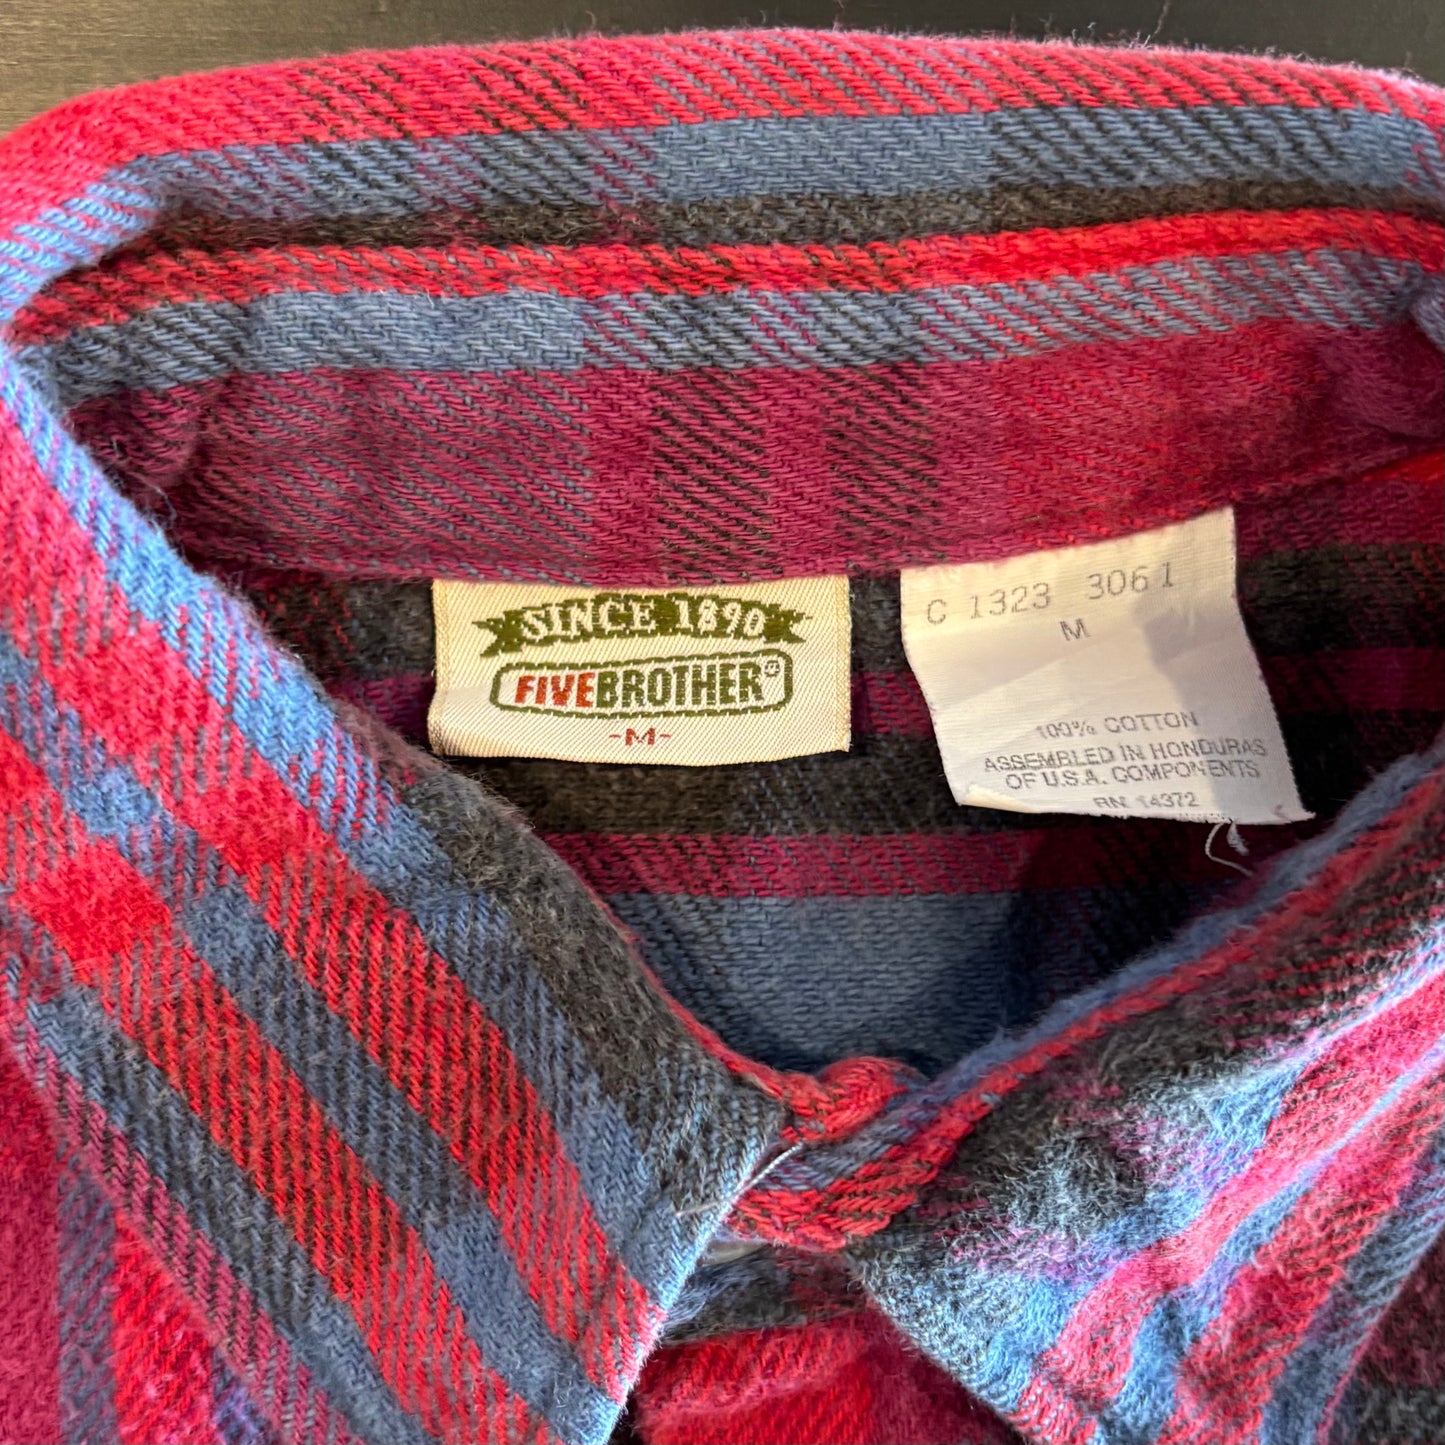 SINCE 1890
FIVEBROTHER®
-M-
C 1323 3061
M
100% COTTON
ASSEMBLED IN HONDURAS
OF U.S.A. COMPONENTS
RN 14372